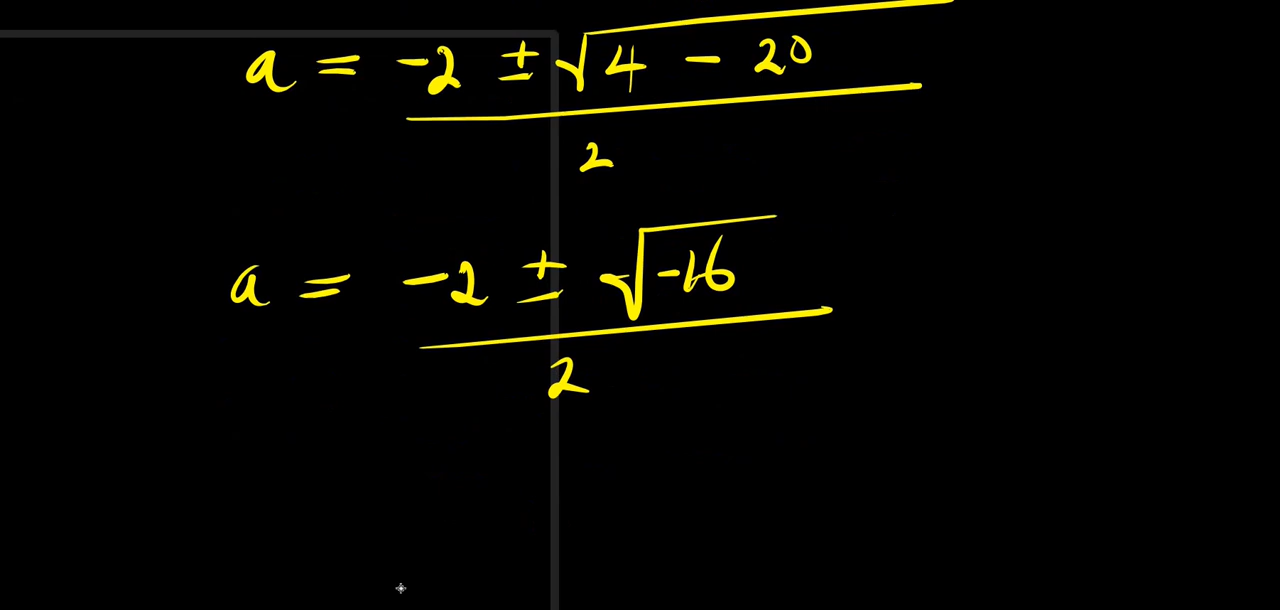 a = -2 ± √4 - 20
2
a = -2 ± √-16
2